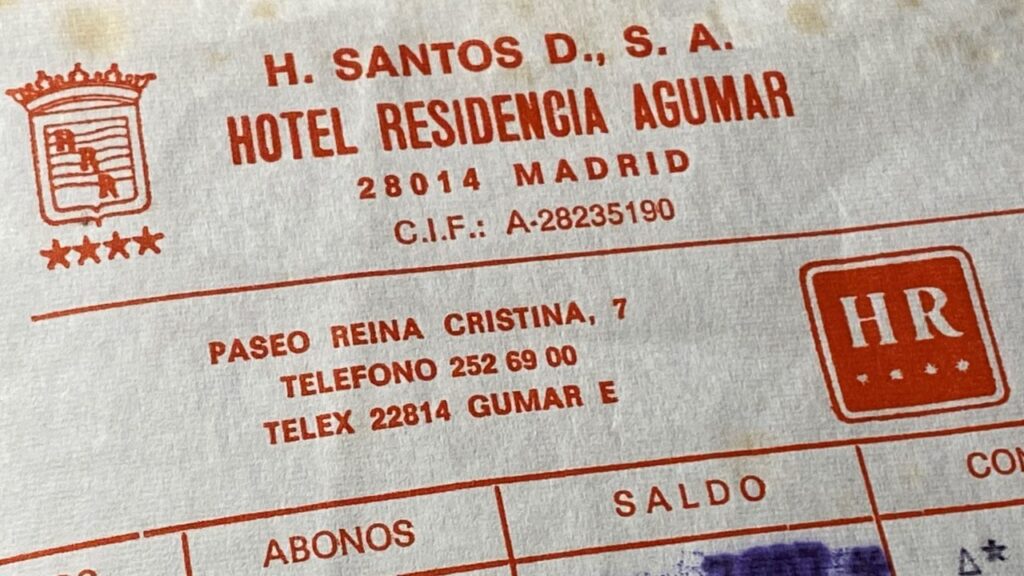 H. SANTOS D., S. A.
HOTEL RESIDENCIA AGUMAR
28014 MADRID
C.I.F.: A-28235190
H
R
A
PASEO REINA CRISTINA, 7
TELEFONO 252 69 00
TELEX 22814 GUMAR E
HR
ABONOS
SALDO